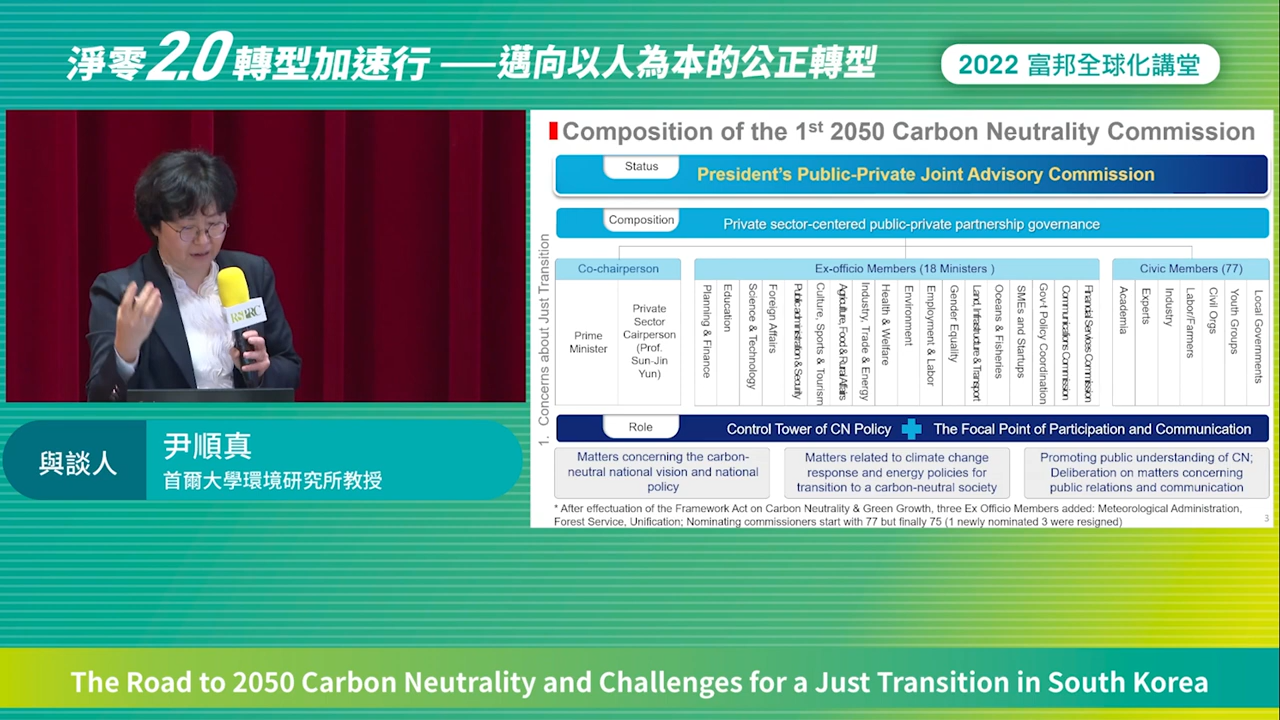 淨零2.0轉型加速行——邁向以人為本的公正轉型
2022 富邦全球化講堂
RSPRC
與談人
尹順真
首爾大學環境研究所教授
Composition of the 1st 2050 Carbon Neutrality Commission
1. Concerns about Just Transition
Status
President's Public-Private Joint Advisory Commission
Composition
Private sector-centered public-private partnership governance
Co-chairperson
Prime
Minister
Private
Sector
Cairperson
(Prof.
Sun-Jin
Yun)
Ex-officio Members (18 Ministers )
Planning & Finance
Education
Science & Technology
Foreign Affairs
Public administration & Security
Culture, Sports & Tourism
Agriculture, Food & Rural Affairs
Industry, Trade & Energy
Health & Welfare
Environment
Employment & Labor
Gender Equality
Land, Infrastructure & Transport
Oceans & Fisheries
SMEs and Startups
Govt Policy Coordination
Communications Commission
Financial Services Commission
Civic Members (77)
Academia
Experts
Industry
Labor/Farmers
Civil Orgs
Youth Groups
Local Governments
Role
Control Tower of CN Policy + The Focal Point of Participation and Communication
Matters concerning the carbon-
neutral national vision and national
policy
Matters related to climate change
response and energy policies for
transition to a carbon-neutral society
Promoting public understanding of CN;
Deliberation on matters concerning
public relations and communication
* After effectuation of the Framework Act on Carbon Neutrality & Green Growth, three Ex Officio Members added: Meteorological Administration,
Forest Service, Unification; Nominating commissioners start with 77 but finally 75 (1 newly nominated 3 were resigned)
3
The Road to 2050 Carbon Neutrality and Challenges for a Just Transition in South Korea